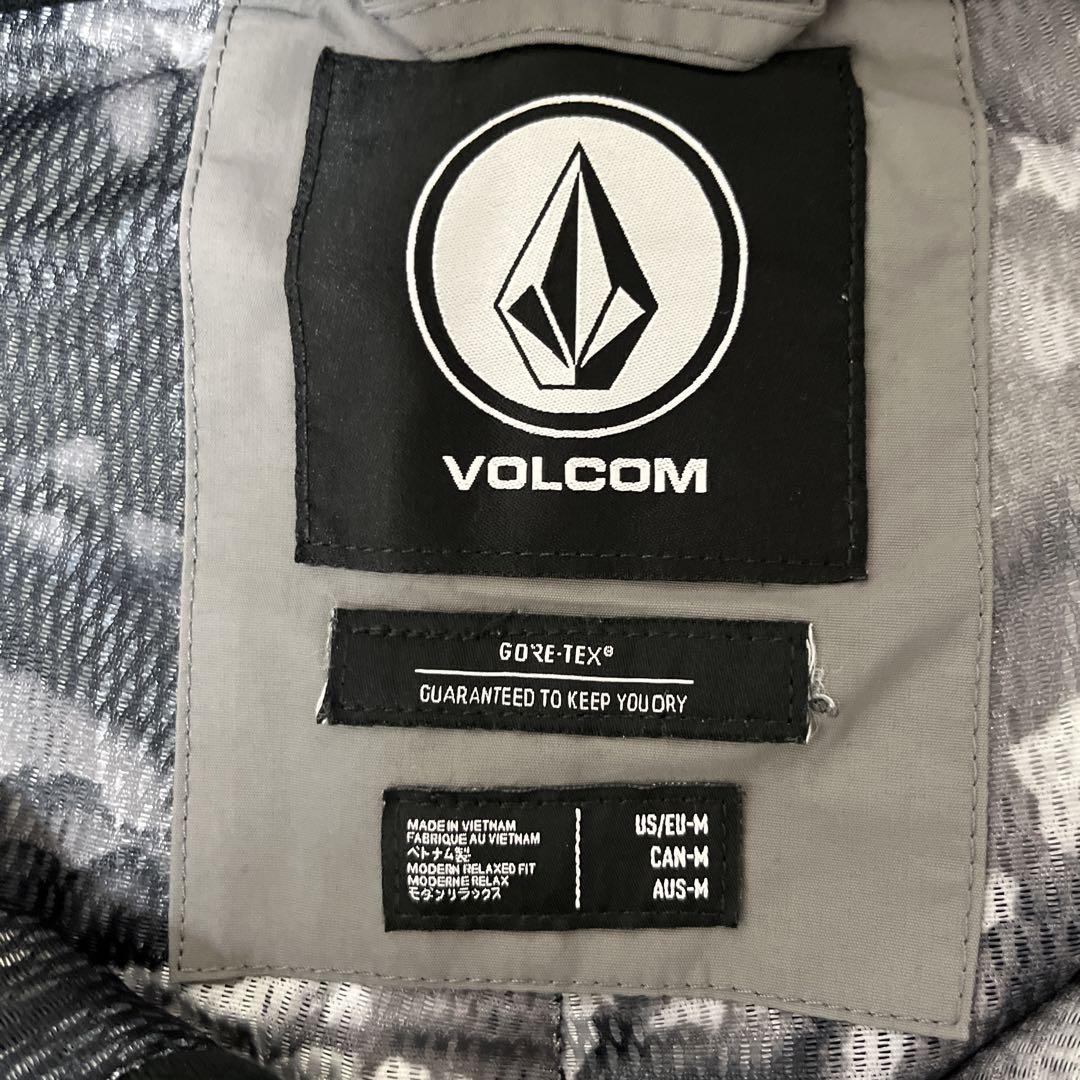 VOLCOM
GORE-TEX®
GUARANTEED TO KEEP YOU DRY
MADE IN VIETNAM
FABRIQUE AU VIETNAM
ベトナム製
MODERN RELAXED FIT
MODERNE RELAX
モダンリラックス
US/EU-M
CAN-M
AUS-M